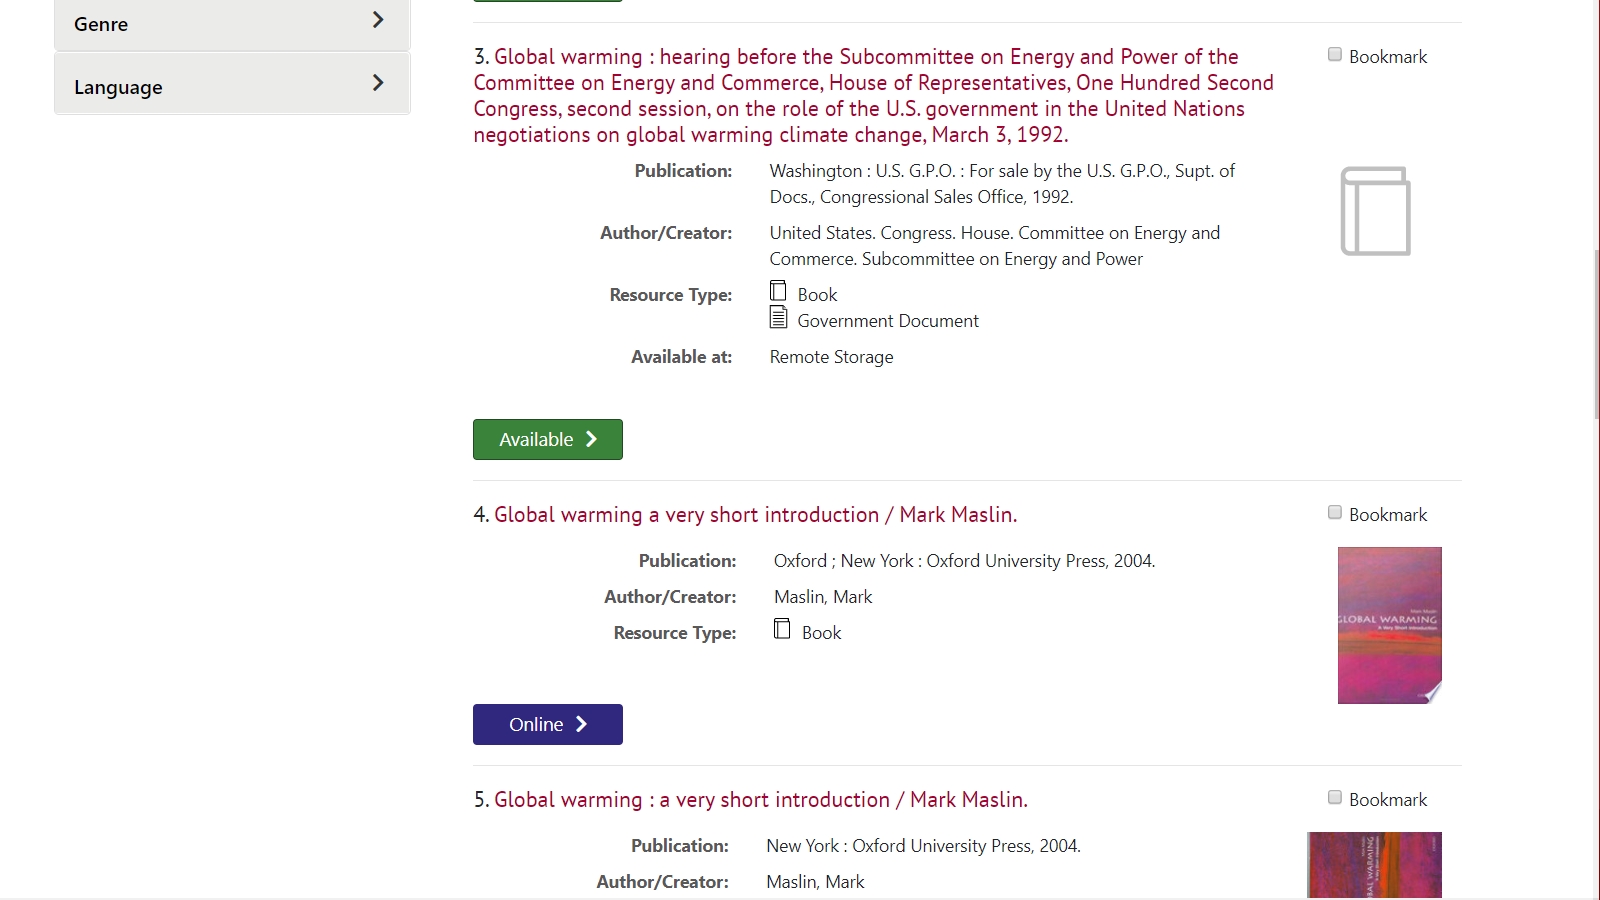 Genre
Language
3. Global warming : hearing before the Subcommittee on Energy and Power of the
Committee on Energy and Commerce, House of Representatives, One Hundred Second
Congress, second session, on the role of the U.S. government in the United Nations
negotiations on global warming climate change, March 3, 1992.
Bookmark
Publication: Washington : U.S. G.P.O. : For sale by the U.S. G.P.O., Supt. of
Docs., Congressional Sales Office, 1992.
Author/Creator: United States. Congress. House. Committee on Energy and
Commerce. Subcommittee on Energy and Power
Resource Type: Book
Government Document
Available at: Remote Storage
Available
4. Global warming a very short introduction / Mark Maslin.
Bookmark
Publication: Oxford ; New York : Oxford University Press, 2004.
Author/Creator: Maslin, Mark
Resource Type: Book
Mark Maslin
GLOBAL WARMING
A Very Short Introduction
Online
5. Global warming : a very short introduction / Mark Maslin.
Bookmark
Publication: New York : Oxford University Press, 2004.
Author/Creator: Maslin, Mark